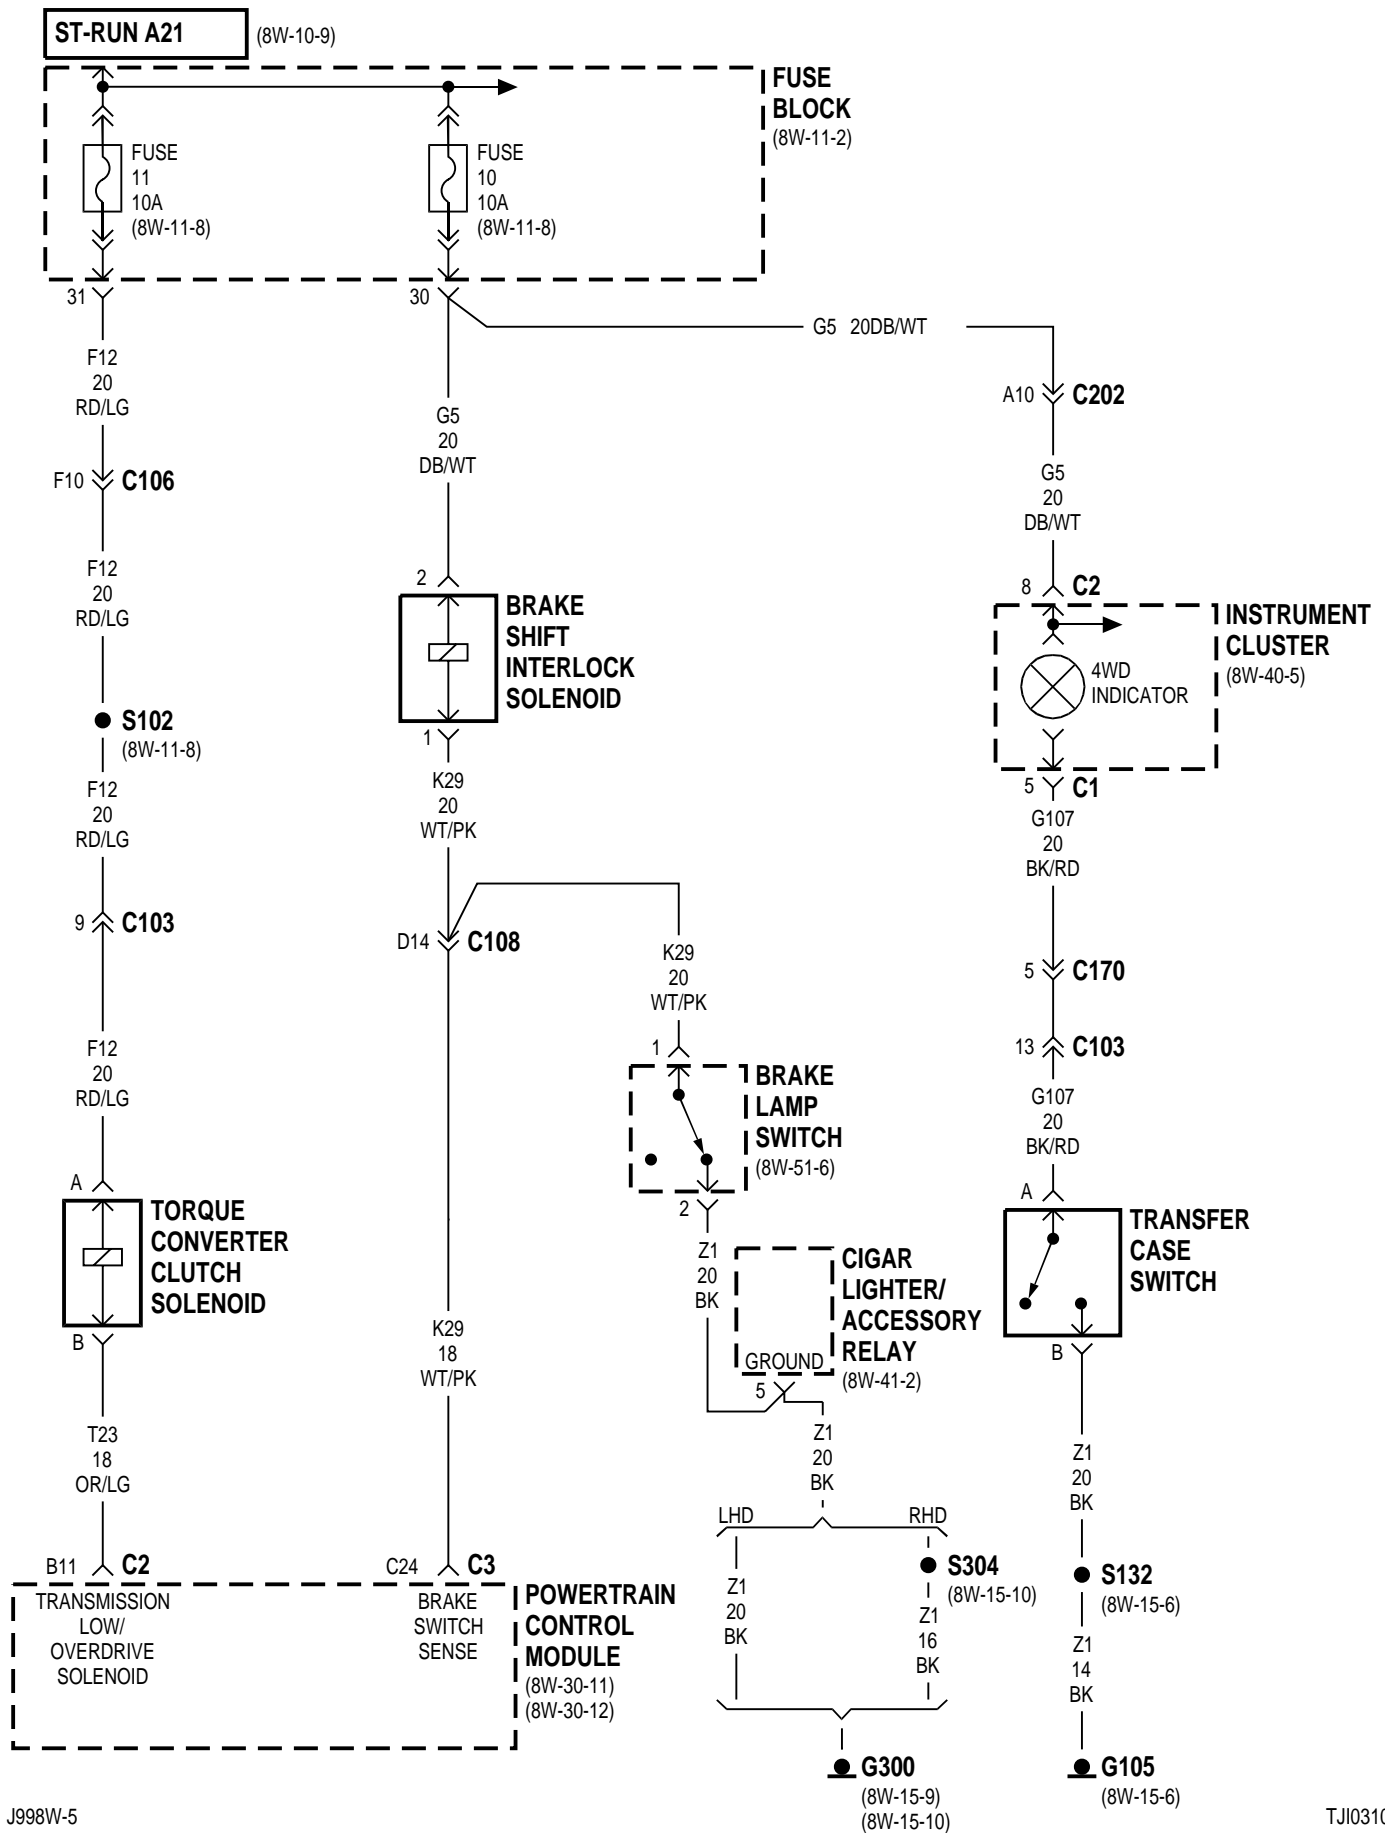 ST-RUN A21 (8W-10-9)
FUSE
BLOCK
(8W-11-2)
FUSE
11
10A
(8W-11-8)
FUSE
10
10A
(8W-11-8)
31
30
G5 20DB/WT
F12
20
RD/LG
G5
20
DB/WT
A10 C202
F10 C106
G5
20
DB/WT
F12
20
RD/LG
2
BRAKE
SHIFT
INTERLOCK
SOLENOID
1
8 C2
INSTRUMENT
CLUSTER
(8W-40-5)
4WD
INDICATOR
5 C1
S102
(8W-11-8)
F12
20
RD/LG
K29
20
WT/PK
G107
20
BK/RD
9 C103
D14 C108
K29
20
WT/PK
5 C170
13 C103
F12
20
RD/LG
1
BRAKE
LAMP
SWITCH
(8W-51-6)
2
G107
20
BK/RD
A
TORQUE
CONVERTER
CLUTCH
SOLENOID
B
A
TRANSFER
CASE
SWITCH
B
Z1
20
BK
CIGAR
LIGHTER/
ACCESSORY
RELAY
(8W-41-2)
GROUND
5
K29
18
WT/PK
T23
18
OR/LG
Z1
20
BK
Z1
20
BK
LHD RHD
B11 C2
C24 C3
S304
(8W-15-10)
S132
(8W-15-6)
TRANSMISSION
LOW/
OVERDRIVE
SOLENOID
BRAKE
SWITCH
SENSE
POWERTRAIN
CONTROL
MODULE
(8W-30-11)
(8W-30-12)
Z1
20
BK
Z1
16
BK
Z1
14
BK
G300
(8W-15-9)
(8W-15-10)
G105
(8W-15-6)
J998W-5
TJI0310